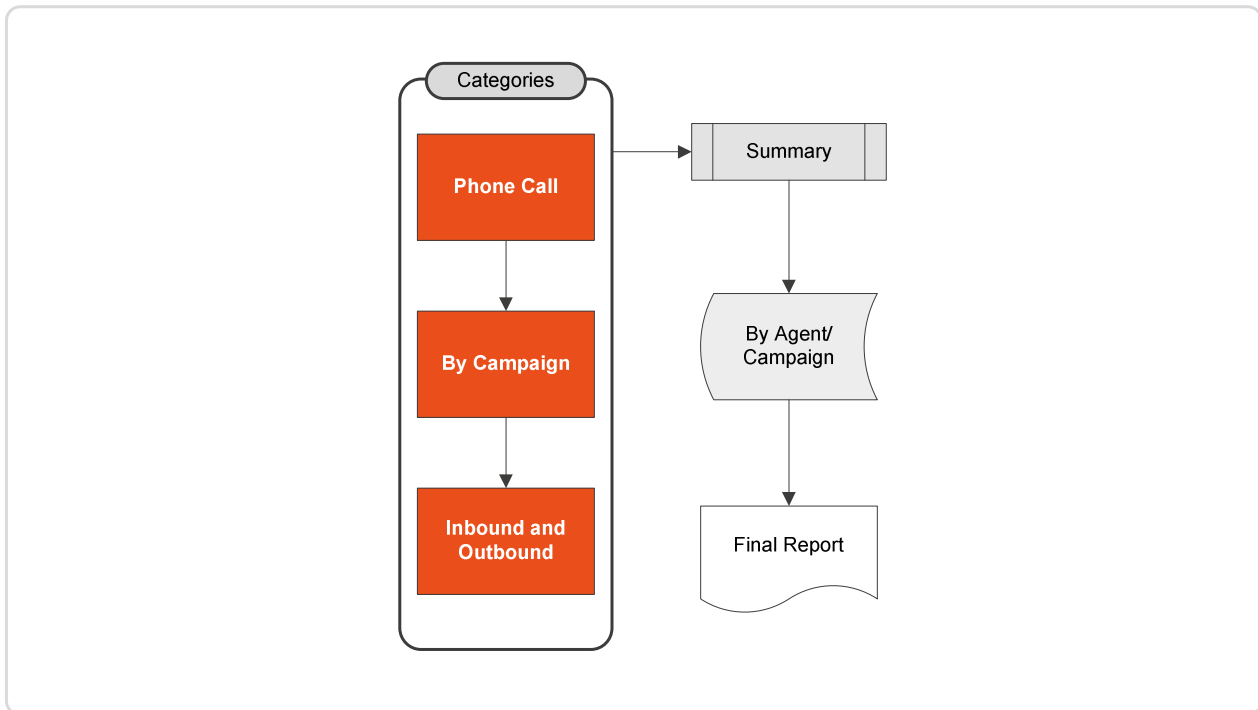 Categories
Phone Call
By Campaign
Inbound and
Outbound
Summary
By Agent/
Campaign
Final Report